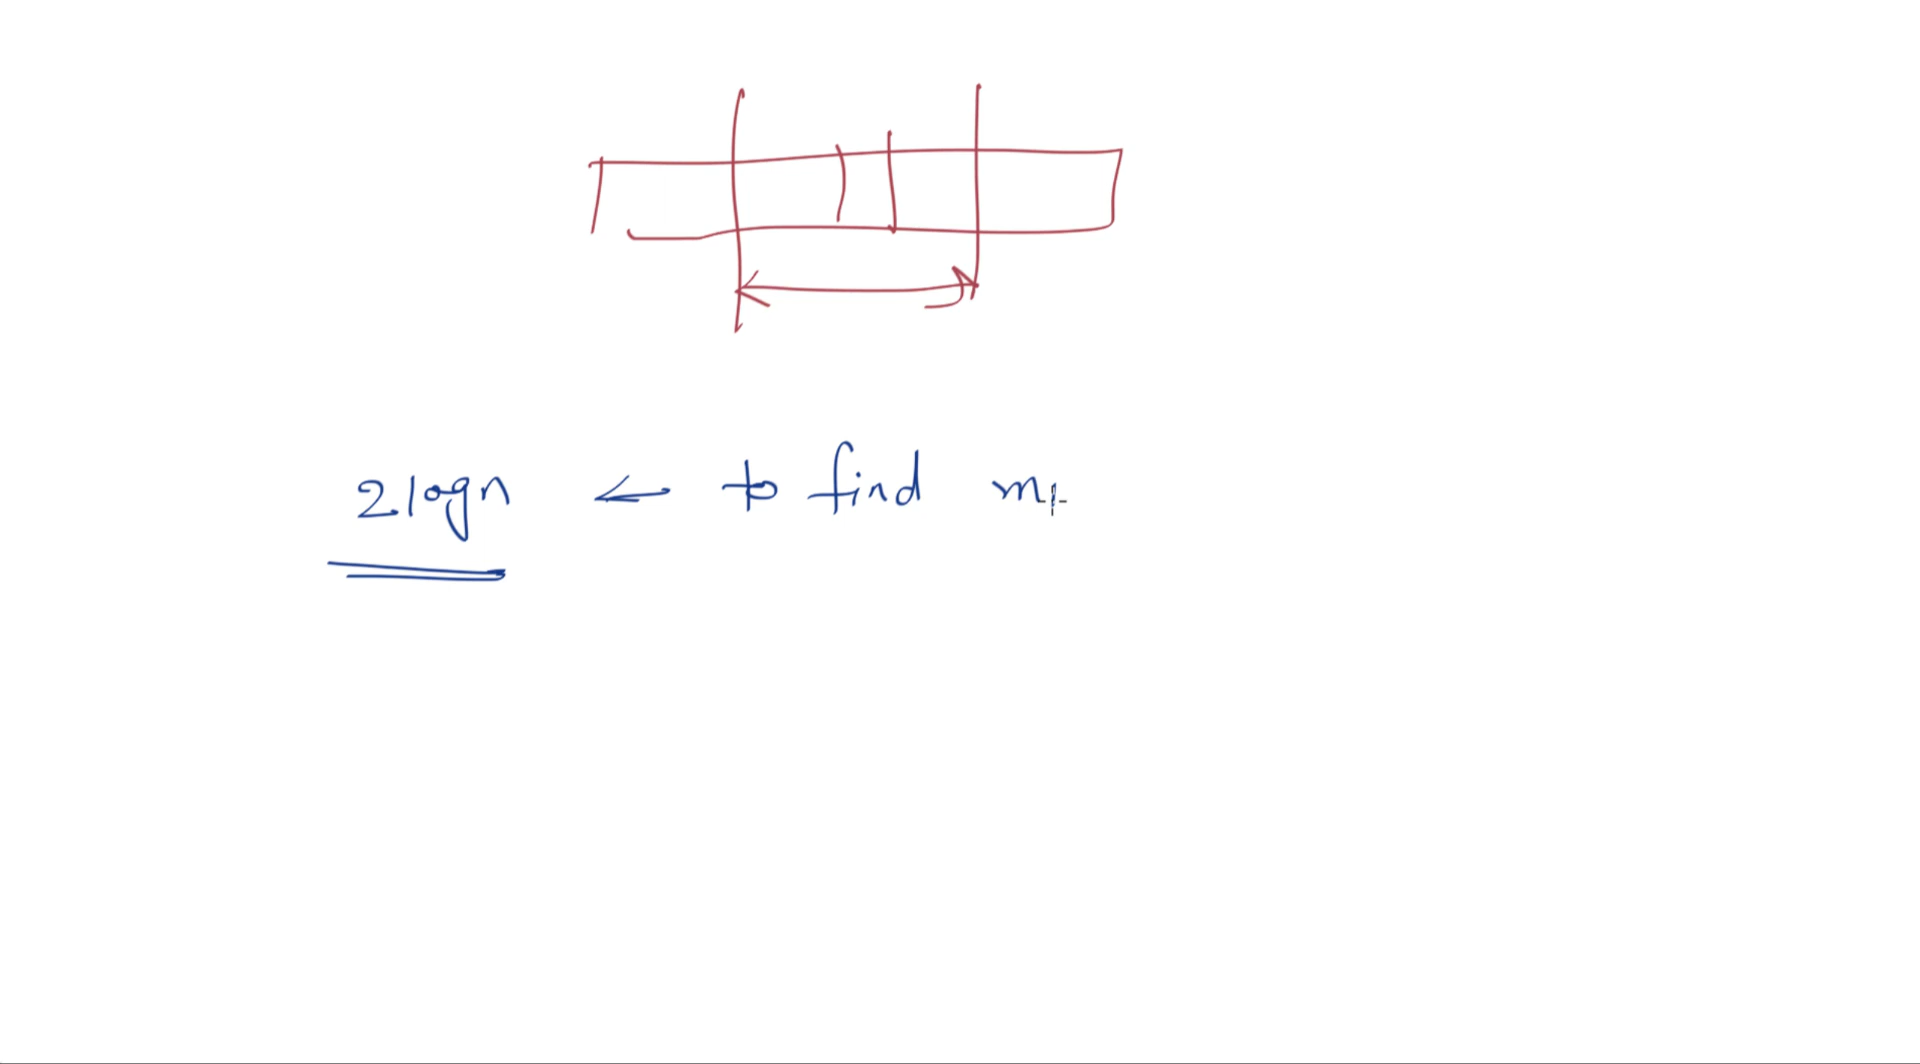 2logn ← to find m